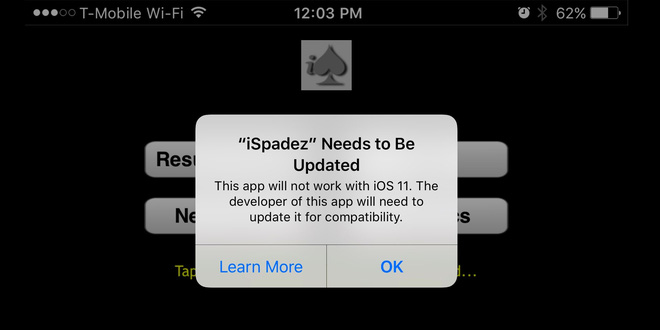 T-Mobile Wi-Fi 12:03 PM 62%
i
“iSpadez” Needs to Be
Updated
This app will not work with iOS 11. The
developer of this app will need to
update it for compatibility.
Learn More OK